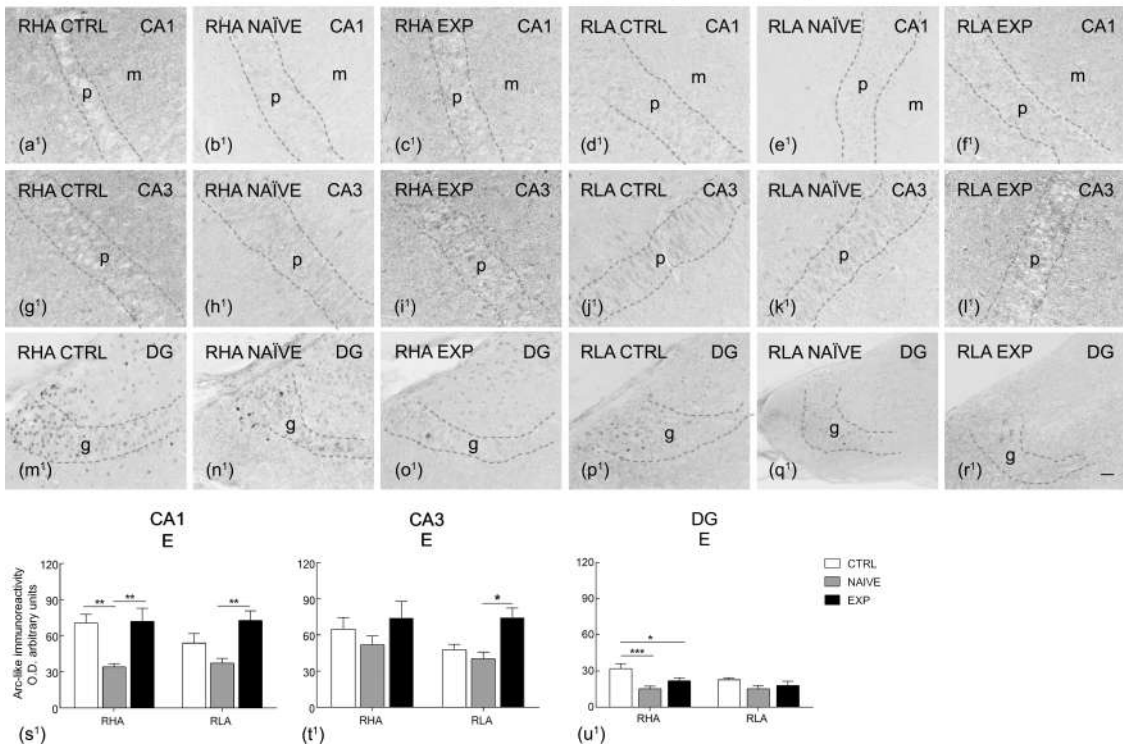 RHA CTRL CA1
p
m
(a¹)
RHA NAÏVE CA1
p
m
(b¹)
RHA EXP CA1
p
m
(c¹)
RLA CTRL CA1
m
p
(d¹)
RLA NAÏVE CA1
p
m
(e¹)
RLA EXP CA1
m
p
(f¹)
RHA CTRL CA3
p
(g¹)
RHA NAÏVE CA3
p
(h¹)
RHA EXP CA3
p
(i¹)
RLA CTRL CA3
p
(j¹)
RLA NAÏVE CA3
p
(k¹)
RLA EXP CA3
p
(l¹)
RHA CTRL DG
g
(m¹)
RHA NAÏVE DG
g
(n¹)
RHA EXP DG
g
(o¹)
RLA CTRL DG
g
(p¹)
RLA NAÏVE DG
g
(q¹)
RLA EXP DG
g
(r¹)
CA1
E
Arc-like immunoreactivity
O.D. arbitrary units
120
90
60
30
0
** **
**
RHA RLA
(s¹)
CA3
E
120
90
60
30
0
*
RHA RLA
(t¹)
DG
E
120
90
60
30
0
*
***
RHA RLA
(u¹)
CTRL
NAIVE
EXP